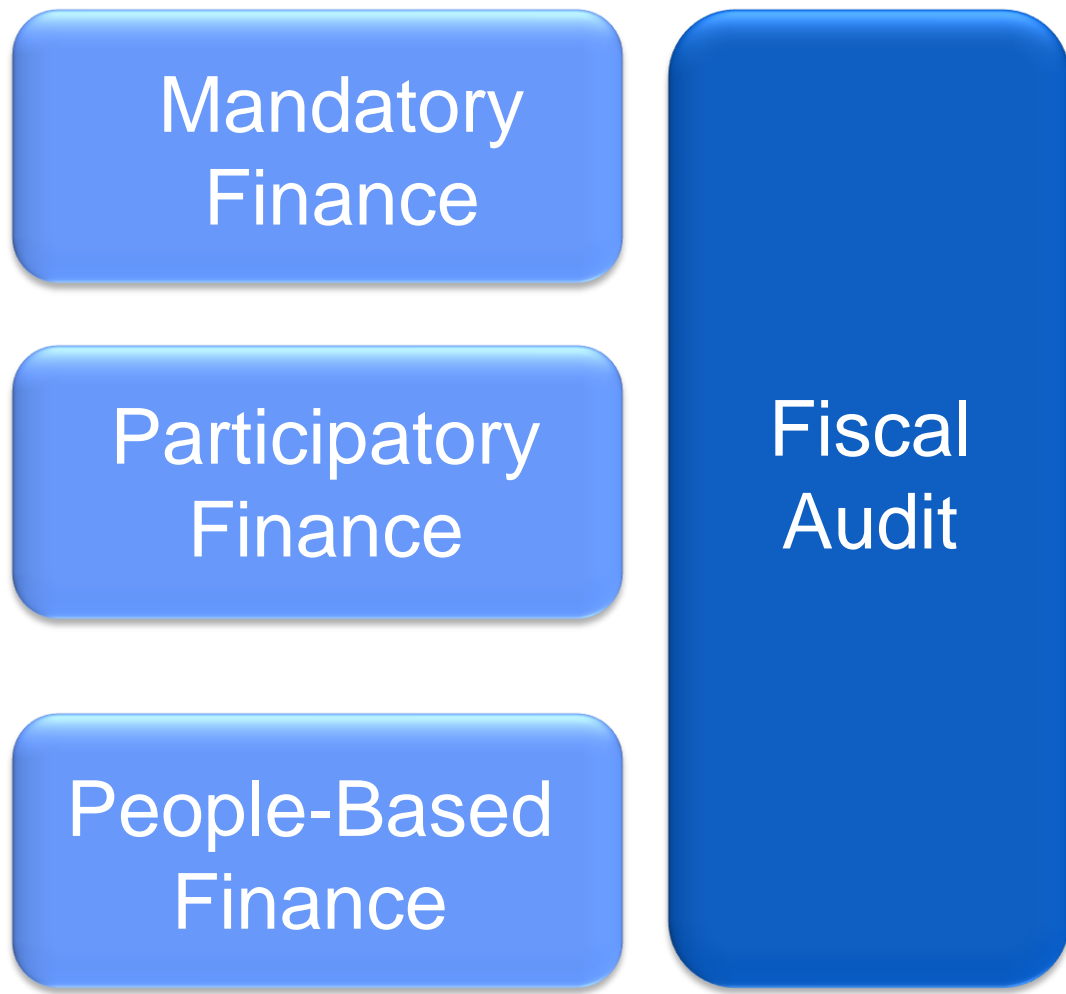 Mandatory
Finance
Participatory
Finance
People-Based
Finance
Fiscal
Audit